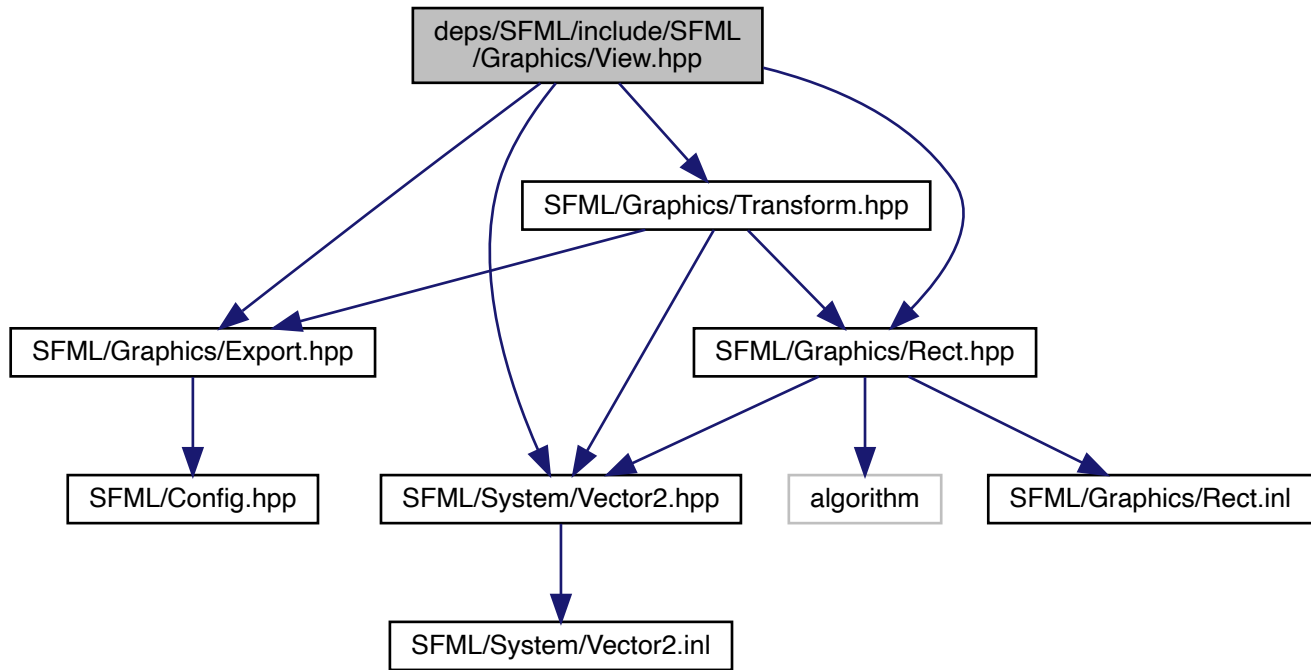 deps/SFML/include/SFML
/Graphics/View.hpp
SFML/Graphics/Transform.hpp
SFML/Graphics/Export.hpp
SFML/Graphics/Rect.hpp
SFML/Config.hpp
SFML/System/Vector2.hpp
algorithm
SFML/Graphics/Rect.inl
SFML/System/Vector2.inl